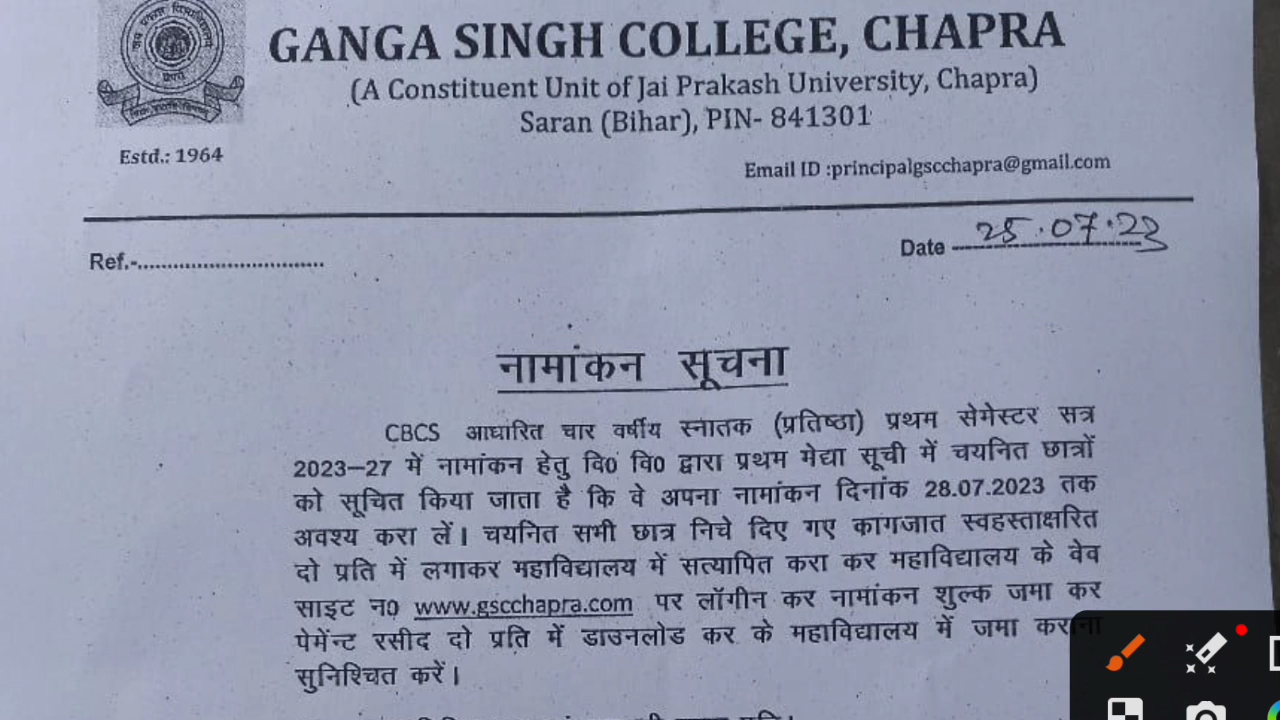 GANGA SINGH COLLEGE, CHAPRA
(A Constituent Unit of Jai Prakash University, Chapra)
Saran (Bihar), PIN- 841301
Estd.: 1964
Email ID :principalgscchapra@gmail.com
Ref.-................................
Date 25.07.23
नामांकन सूचना
CBCS आधारित चार वर्षीय स्नातक (प्रतिष्ठा) प्रथम सेमेस्टर सत्र
2023–27 में नामांकन हेतु वि0 वि0 द्वारा प्रथम मेद्या सूची में चयनित छात्रों
को सूचित किया जाता है कि वे अपना नामांकन दिनांक 28.07.2023 तक
अवश्य करा लें। चयनित सभी छात्र निचे दिए गए कागजात स्वहस्ताक्षरित
दो प्रति में लगाकर महाविद्यालय में सत्यापित करा कर महाविद्यालय के वेव
साइट न0 www.gscchapra.com पर लॉगीन कर नामांकन शुल्क जमा कर
पेमेंन्ट रसीद दो प्रति में डाउनलोड कर के महाविद्यालय में जमा कराना
सुनिश्चित करें।